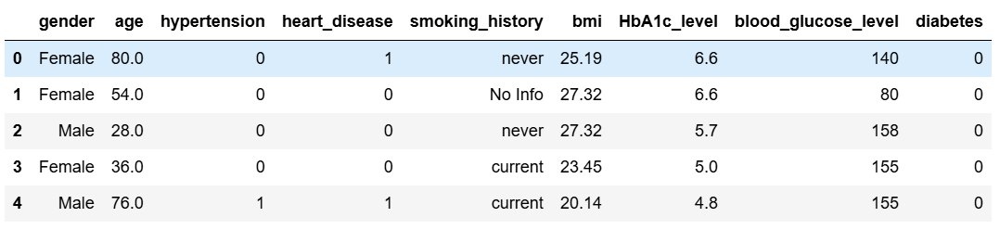 gender age hypertension heart_disease smoking_history bmi HbA1c_level blood_glucose_level diabetes
0 Female 80.0 0 1 never 25.19 6.6 140 0
1 Female 54.0 0 0 No Info 27.32 6.6 80 0
2 Male 28.0 0 0 never 27.32 5.7 158 0
3 Female 36.0 0 0 current 23.45 5.0 155 0
4 Male 76.0 1 1 current 20.14 4.8 155 0